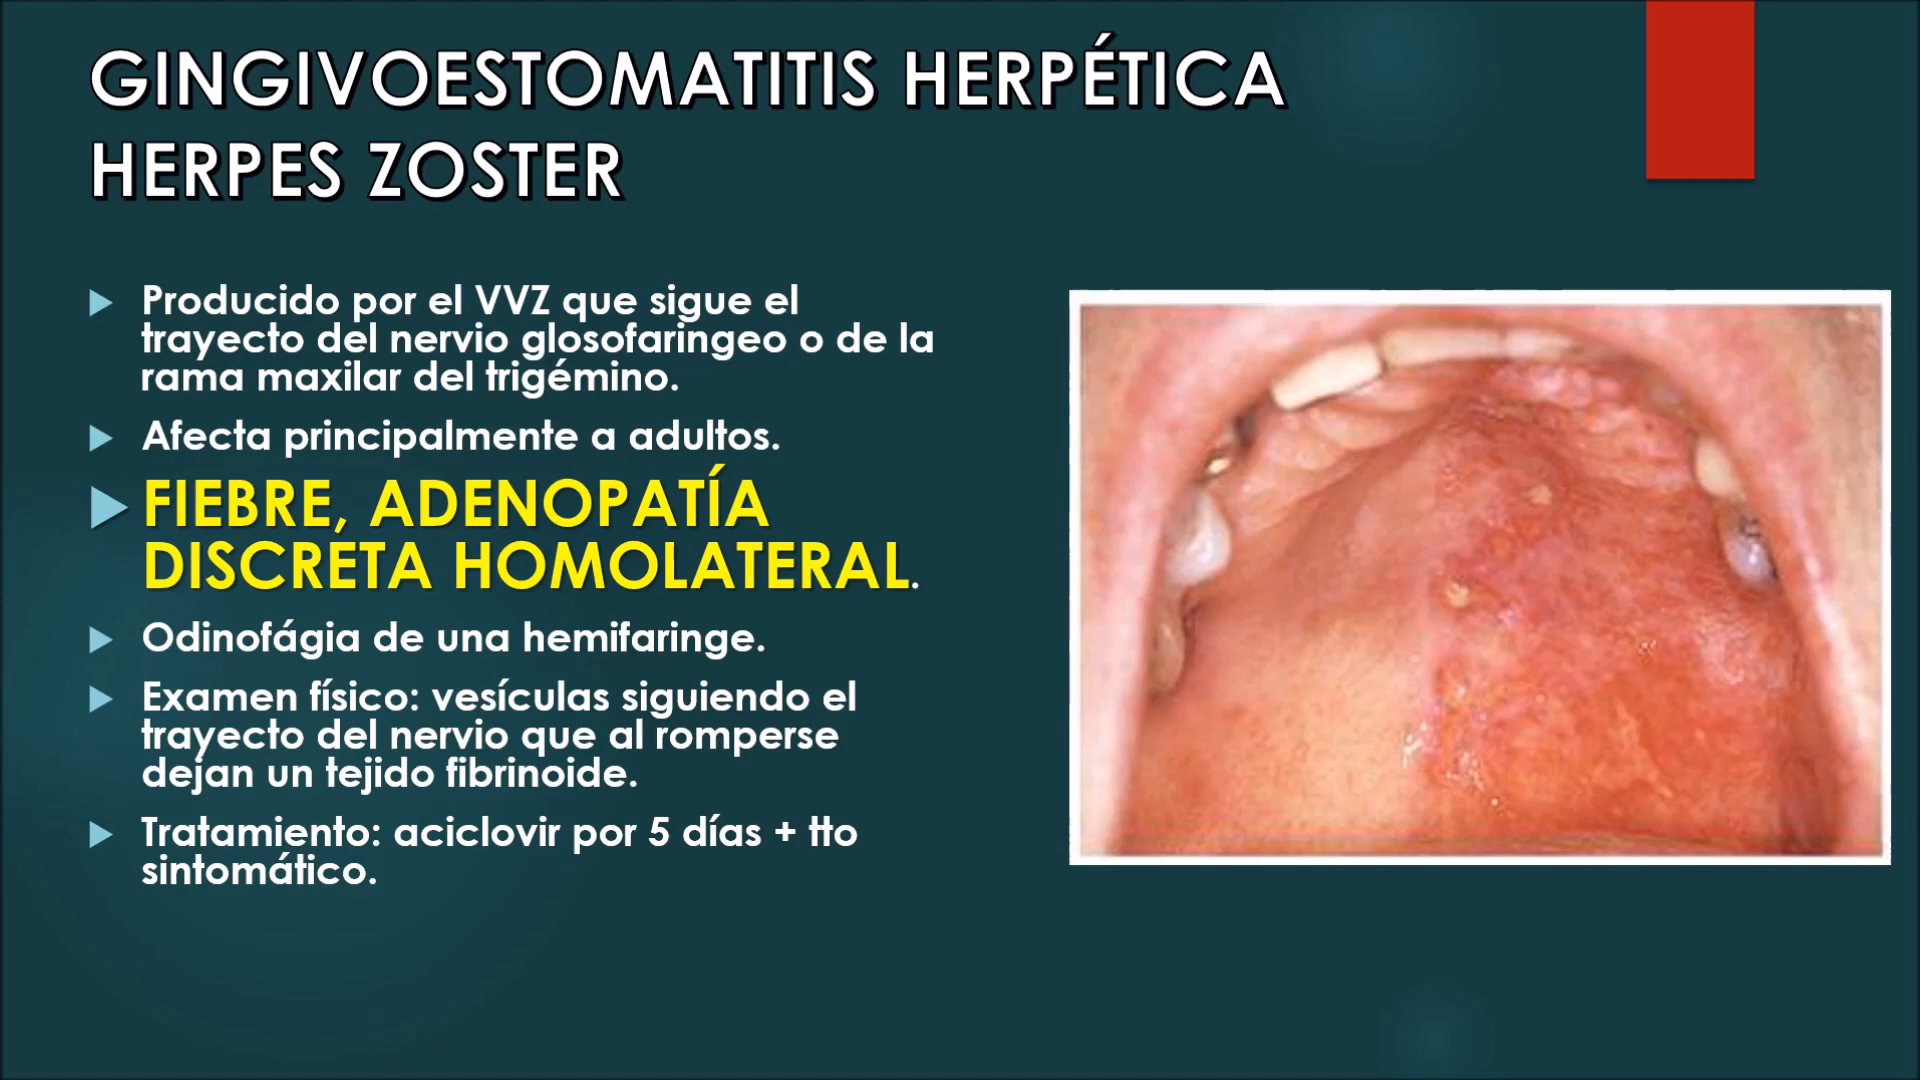 GINGIVOESTOMATITIS HERPÉTICA
HERPES ZOSTER
Producido por el VVZ que sigue el
trayecto del nervio glosofaringeo o de la
rama maxilar del trigémino.
Afecta principalmente a adultos.
FIEBRE, ADENOPATÍA
DISCRETA HOMOLATERAL.
Odinofágia de una hemifaringe.
Examen físico: vesículas siguiendo el
trayecto del nervio que al romperse
dejan un tejido fibrinoide.
Tratamiento: aciclovir por 5 días + tto
sintomático.